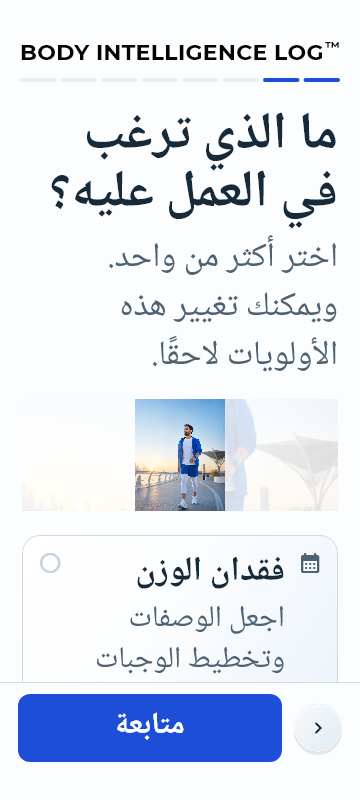 BODY INTELLIGENCE LOG™
ما الذي ترغب
في العمل عليه؟
اختر أكثر من واحد.
ويمكنك تغيير هذه
الأولويات لاحقًا.
فقدان الوزن
اجعل الوصفات
وتخطيط الوجبات
متابعة